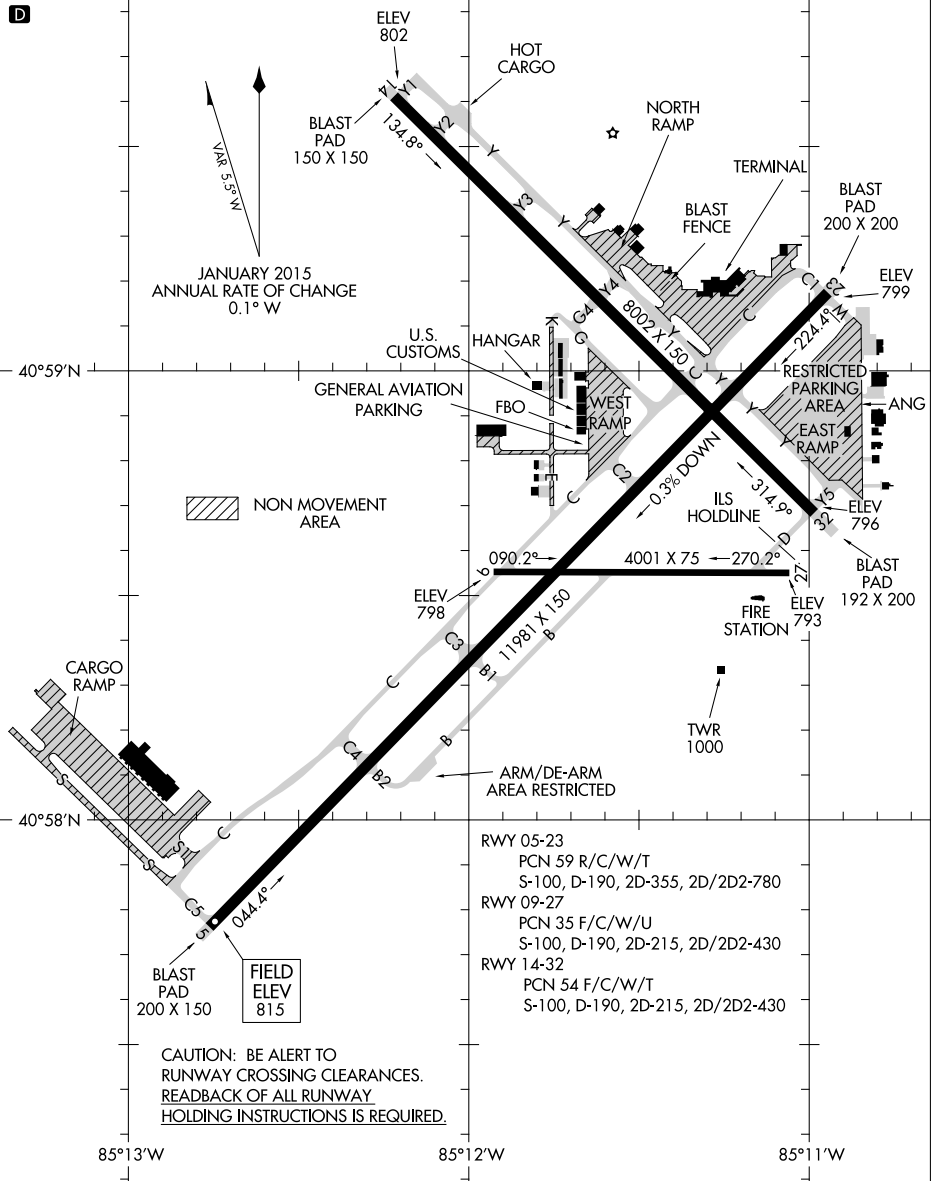 D
ELEV
802
HOT
CARGO
14
Y1
BLAST
PAD
150 X 150
134.8°
Y2
Y
NORTH
RAMP
TERMINAL
VAR 5.5° W
Y3
Y
BLAST
FENCE
BLAST
PAD
200 X 200
JANUARY 2015
ANNUAL RATE OF CHANGE
0.1° W
C1
23
W
ELEV
799
Y4
G4
G
K
8002 X 150
Y
C
224.4°
U.S.
CUSTOMS
HANGAR
40°59'N
GENERAL AVIATION
PARKING
FBO
WEST
RAMP
C
Y
RESTRICTED
PARKING
AREA
ANG
EAST
RAMP
Y
Y
E
C2
C
0.3% DOWN
314.9°
NON MOVEMENT
AREA
ILS
HOLDLINE
Y5
32
ELEV
796
D
BLAST
PAD
192 X 200
9
090.2°
4001 X 75
270.2°
27
ELEV
798
ELEV
793
FIRE
STATION
11981 X 150
B
C3
B1
CARGO
RAMP
C
TWR
1000
C4
B2
B
ARM/DE-ARM
AREA RESTRICTED
S
40°58'N
C
S
S
C5
5
044.4°
BLAST
PAD
200 X 150
FIELD
ELEV
815
RWY 05-23
PCN 59 R/C/W/T
S-100, D-190, 2D-355, 2D/2D2-780
RWY 09-27
PCN 35 F/C/W/U
S-100, D-190, 2D-215, 2D/2D2-430
RWY 14-32
PCN 54 F/C/W/T
S-100, D-190, 2D-215, 2D/2D2-430
CAUTION: BE ALERT TO
RUNWAY CROSSING CLEARANCES.
READBACK OF ALL RUNWAY
HOLDING INSTRUCTIONS IS REQUIRED.
85°13'W
85°12'W
85°11'W